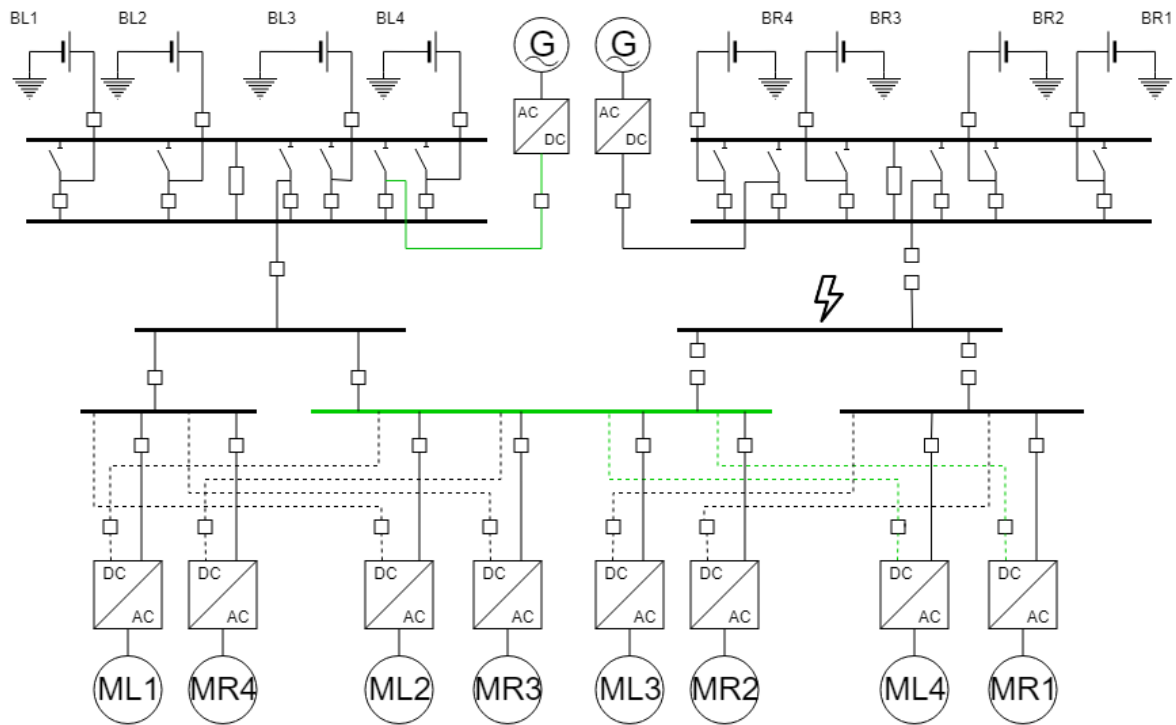 BL1 BL2 BL3 BL4 BR4 BR3 BR2 BR1
G G
AC AC
DC DC
DC DC DC DC DC DC DC DC
AC AC AC AC AC AC AC AC
ML1 MR4 ML2 MR3 ML3 MR2 ML4 MR1